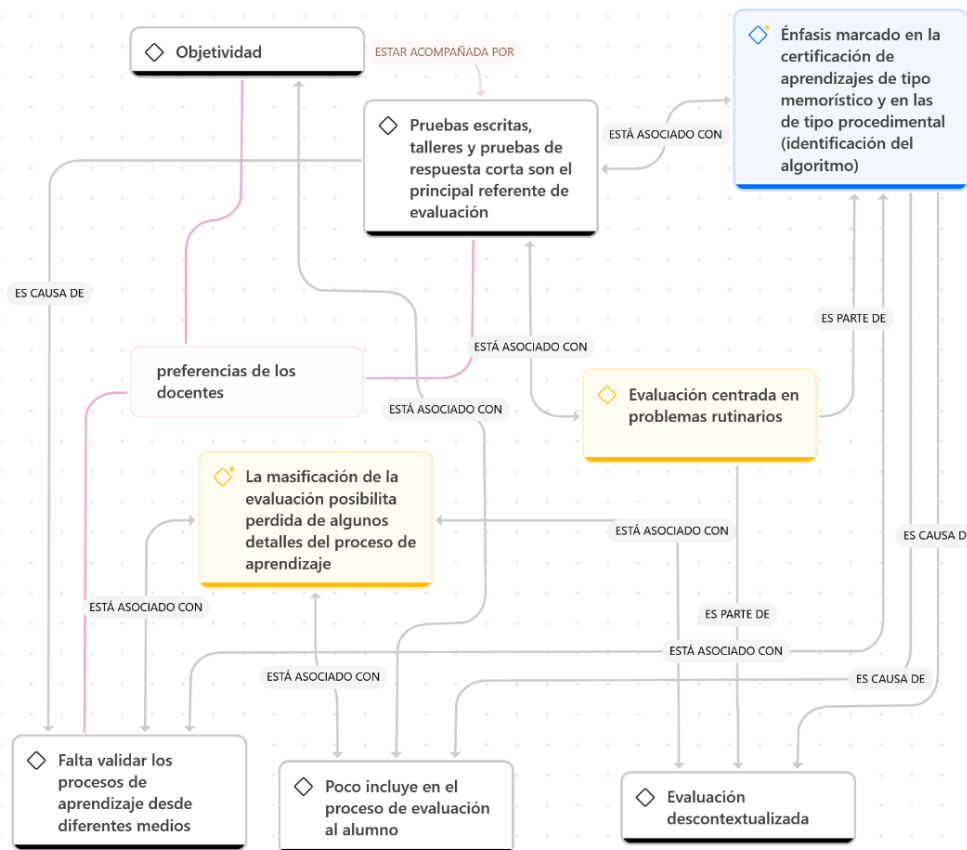 Objetividad
ESTAR ACOMPAÑADA POR
Énfasis marcado en la
certificación de
aprendizajes de tipo
memorístico y en las
de tipo procedimental
(identificación del
algoritmo)
Pruebas escritas,
talleres y pruebas de
respuesta corta son el
principal referente de
evaluación
ESTÁ ASOCIADO CON
ES CAUSA DE
ES PARTE DE
ESTÁ ASOCIADO CON
preferencias de los
docentes
Evaluación centrada en
problemas rutinarios
ESTÁ ASOCIADO CON
La masificación de la
evaluación posibilita
perdida de algunos
detalles del proceso de
aprendizaje
ESTÁ ASOCIADO CON
ES CAUSA D
ESTÁ ASOCIADO CON
ES PARTE DE
ESTÁ ASOCIADO CON
ESTÁ ASOCIADO CON
ES CAUSA DE
Falta validar los
procesos de
aprendizaje desde
diferentes medios
Poco incluye en el
proceso de evaluación
al alumno
Evaluación
descontextualizada